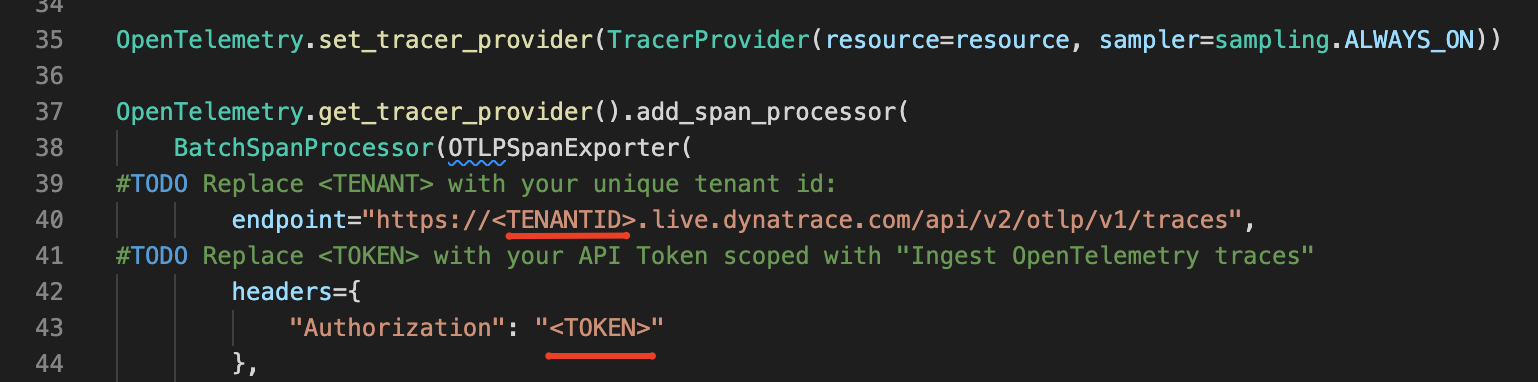 34
35 OpenTelemetry.set_tracer_provider(TracerProvider(resource=resource, sampler=sampling.ALWAYS_ON))
36
37 OpenTelemetry.get_tracer_provider().add_span_processor(
38     BatchSpanProcessor(OTLPSpanExporter(
39 #TODO Replace <TENANT> with your unique tenant id:
40         endpoint="https://<TENANTID>.live.dynatrace.com/api/v2/otlp/v1/traces",
41 #TODO Replace <TOKEN> with your API Token scoped with "Ingest OpenTelemetry traces"
42         headers={
43             "Authorization": "<TOKEN>"
44         },